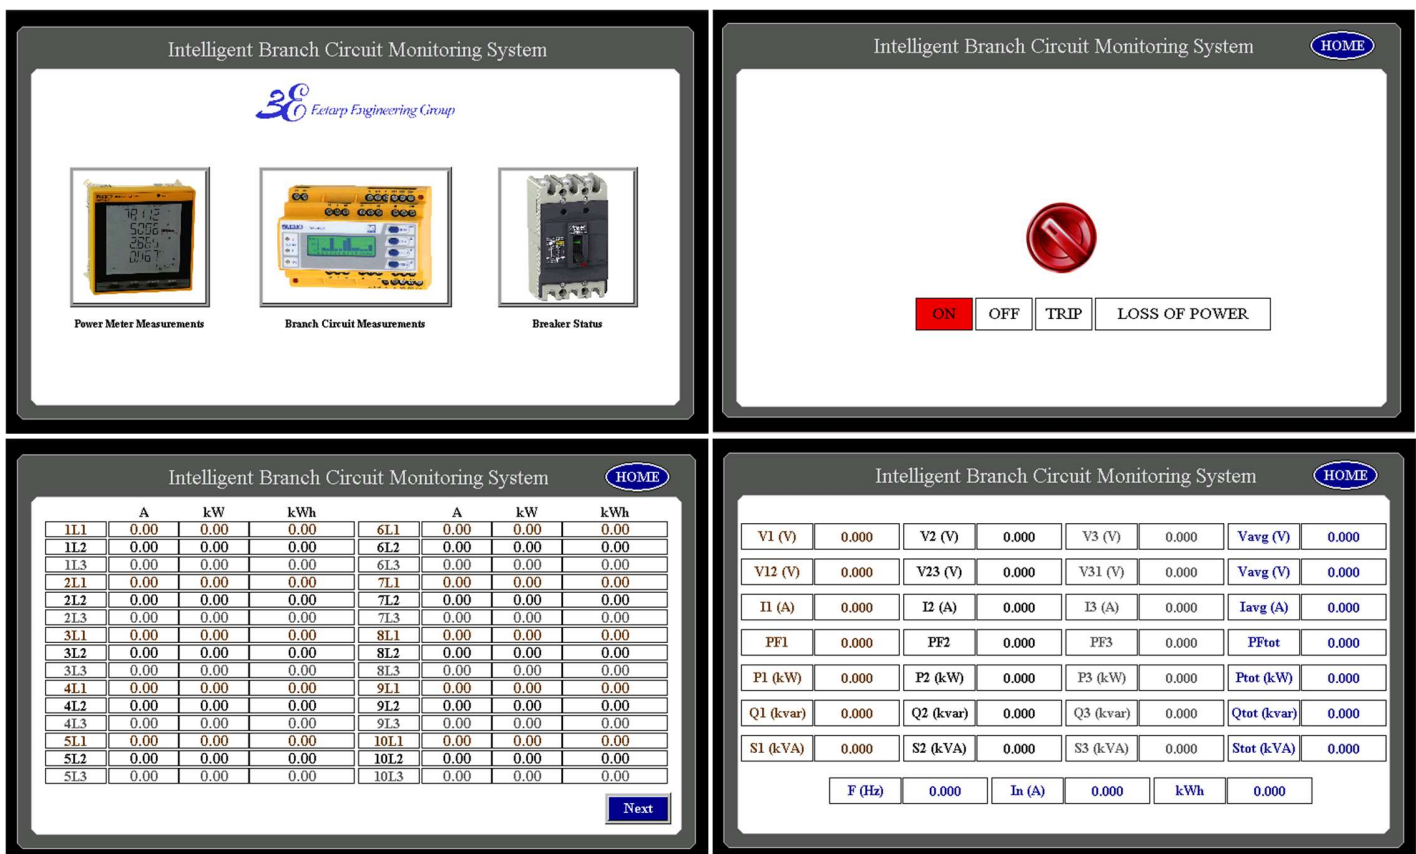 Intelligent Branch Circuit Monitoring System
Eetarp Engineering Group
Power Meter Measurements
Branch Circuit Measurements
Breaker Status
Intelligent Branch Circuit Monitoring System
HOME
ON OFF TRIP LOSS OF POWER
Intelligent Branch Circuit Monitoring System
HOME
A kW kWh A kW kWh
1L1 0.00 0.00 0.00 6L1 0.00 0.00 0.00
1L2 0.00 0.00 0.00 6L2 0.00 0.00 0.00
1L3 0.00 0.00 0.00 6L3 0.00 0.00 0.00
2L1 0.00 0.00 0.00 7L1 0.00 0.00 0.00
2L2 0.00 0.00 0.00 7L2 0.00 0.00 0.00
2L3 0.00 0.00 0.00 7L3 0.00 0.00 0.00
3L1 0.00 0.00 0.00 8L1 0.00 0.00 0.00
3L2 0.00 0.00 0.00 8L2 0.00 0.00 0.00
3L3 0.00 0.00 0.00 8L3 0.00 0.00 0.00
4L1 0.00 0.00 0.00 9L1 0.00 0.00 0.00
4L2 0.00 0.00 0.00 9L2 0.00 0.00 0.00
4L3 0.00 0.00 0.00 9L3 0.00 0.00 0.00
5L1 0.00 0.00 0.00 10L1 0.00 0.00 0.00
5L2 0.00 0.00 0.00 10L2 0.00 0.00 0.00
5L3 0.00 0.00 0.00 10L3 0.00 0.00 0.00
Next
Intelligent Branch Circuit Monitoring System
HOME
V1 (V) 0.000 V2 (V) 0.000 V3 (V) 0.000 Vavg (V) 0.000
V12 (V) 0.000 V23 (V) 0.000 V31 (V) 0.000 Vavg (V) 0.000
I1 (A) 0.000 I2 (A) 0.000 I3 (A) 0.000 Iavg (A) 0.000
PF1 0.000 PF2 0.000 PF3 0.000 PFtot 0.000
P1 (kW) 0.000 P2 (kW) 0.000 P3 (kW) 0.000 Ptot (kW) 0.000
Q1 (kvar) 0.000 Q2 (kvar) 0.000 Q3 (kvar) 0.000 Qtot (kvar) 0.000
S1 (kVA) 0.000 S2 (kVA) 0.000 S3 (kVA) 0.000 Stot (kVA) 0.000
F (Hz) 0.000 In (A) 0.000 kWh 0.000